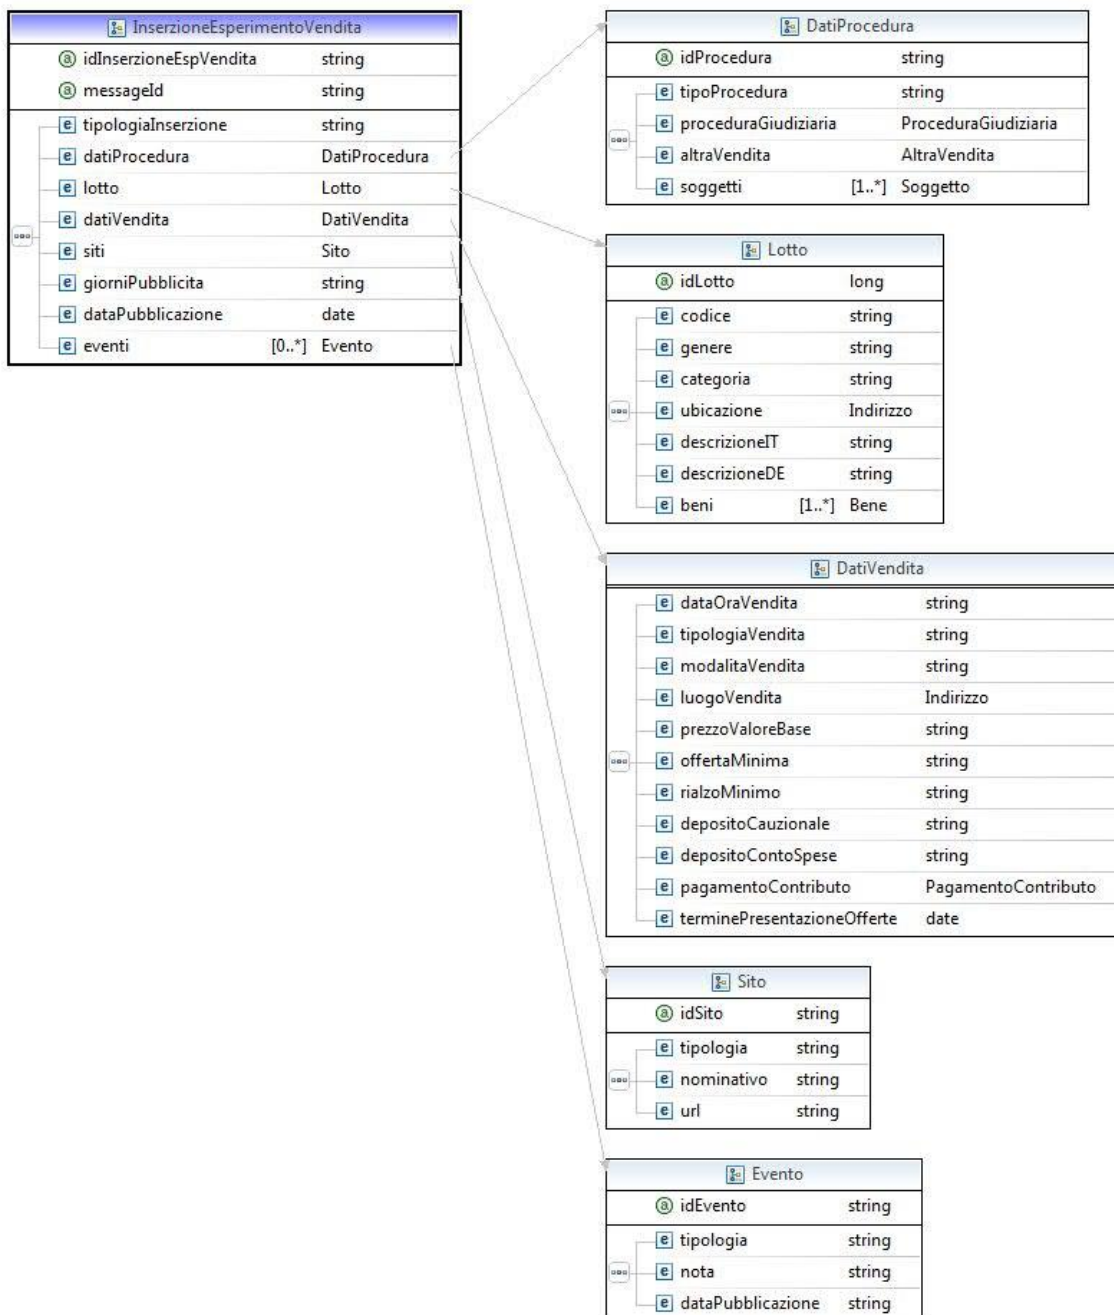 InserzioneEsperimentoVendita
idInserzioneEspVendita string
messageId string
tipologiaInserzione string
datiProcedura DatiProcedura
lotto Lotto
datiVendita DatiVendita
siti Sito
giorniPubblicita string
dataPubblicazione date
eventi [0..*] Evento
DatiProcedura
idProcedura string
tipoProcedura string
proceduraGiudiziaria ProceduraGiudiziaria
altraVendita AltraVendita
soggetti [1..*] Soggetto
Lotto
idLotto long
codice string
genere string
categoria string
ubicazione Indirizzo
descrizioneIT string
descrizioneDE string
beni [1..*] Bene
DatiVendita
dataOraVendita string
tipologiaVendita string
modalitaVendita string
luogoVendita Indirizzo
prezzoValoreBase string
offertaMinima string
rialzoMinimo string
depositoCauzionale string
depositoContoSpese string
pagamentoContributo PagamentoContributo
terminePresentazioneOfferte date
Sito
idSito string
tipologia string
nominativo string
url string
Evento
idEvento string
tipologia string
nota string
dataPubblicazione string